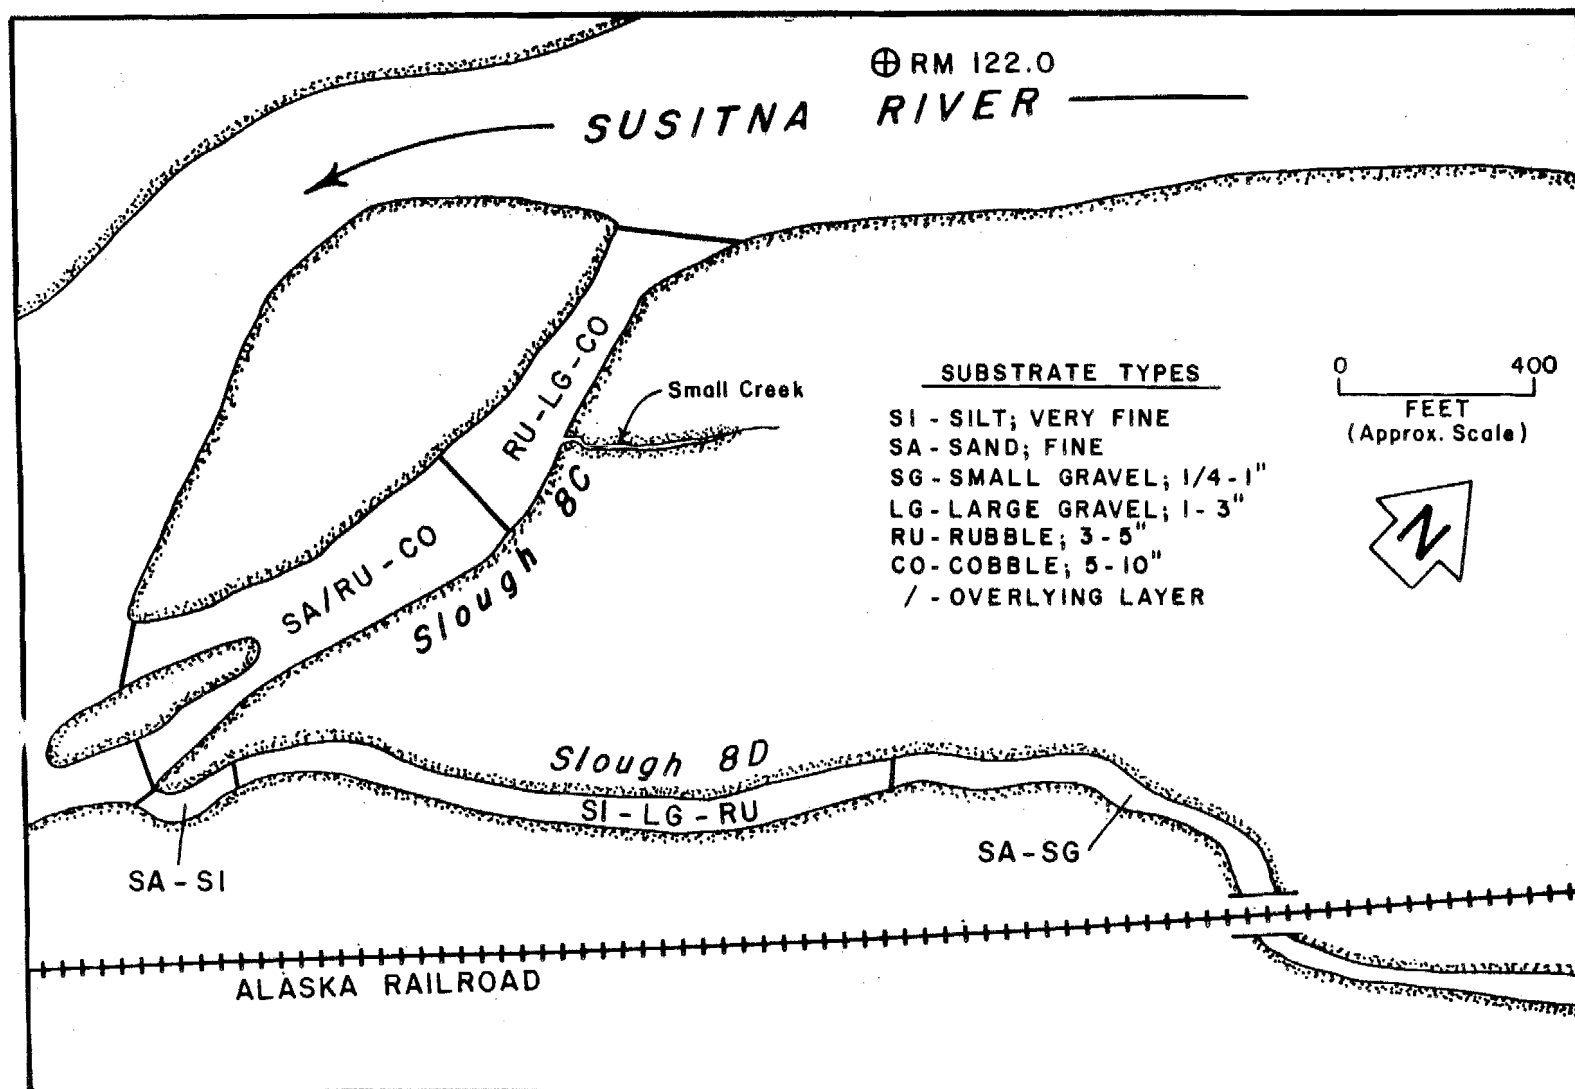 ⊕ RM 122.0
SUSITNA RIVER
RU-LG-CO
Small Creek
SUBSTRATE TYPES
SI - SILT; VERY FINE
SA - SAND; FINE
SG - SMALL GRAVEL; 1/4-1"
LG - LARGE GRAVEL; 1-3"
RU - RUBBLE; 3-5"
CO - COBBLE; 5-10"
/ - OVERLYING LAYER
0 400
FEET
(Approx. Scale)
N
SA/RU-CO
Slough 8C
Slough 8D
SI-LG-RU
SA-SG
SA-SI
ALASKA RAILROAD